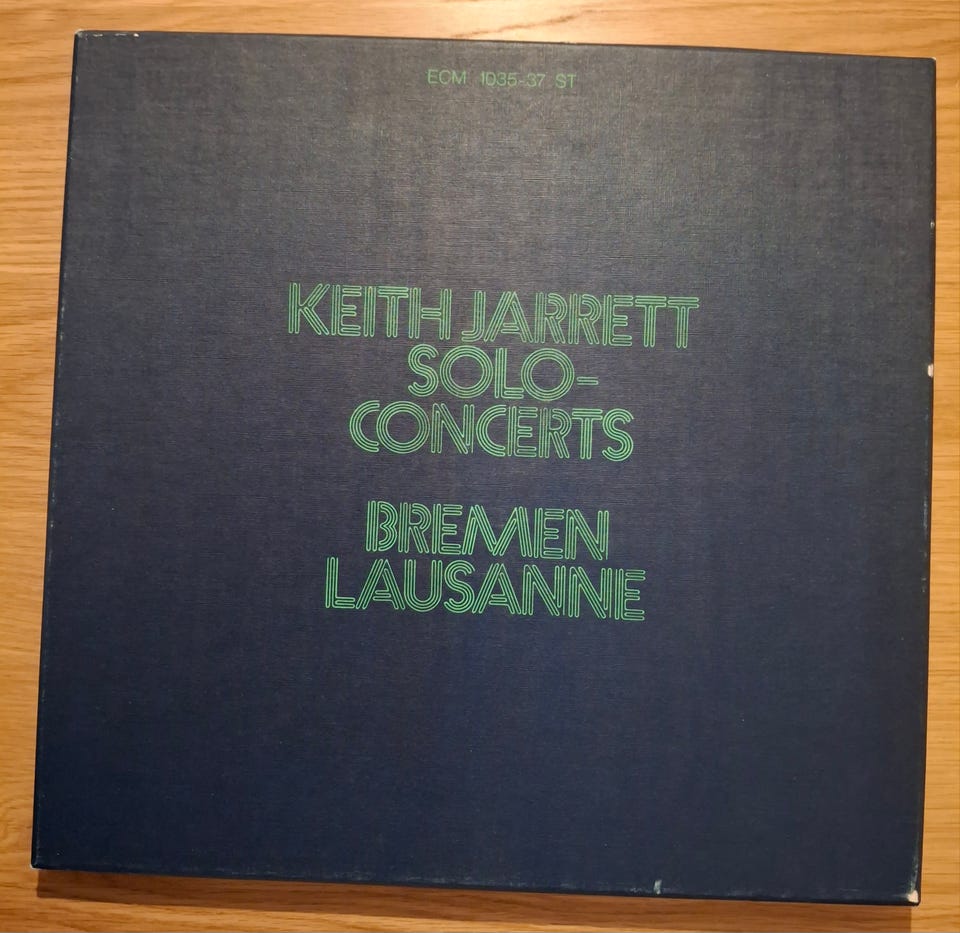 ECM 1035-37 ST
KEITH JARRETT
SOLO-
CONCERTS
BREMEN
LAUSANNE